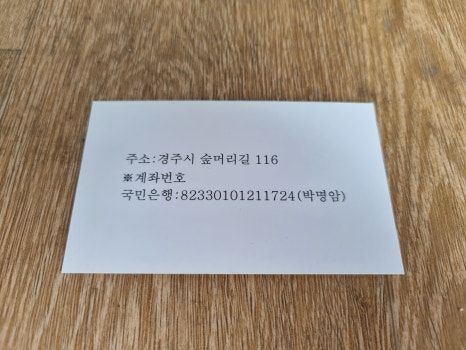 주소:경주시 숲머리길 116
※계좌번호
국민은행:82330101211724(박명암)